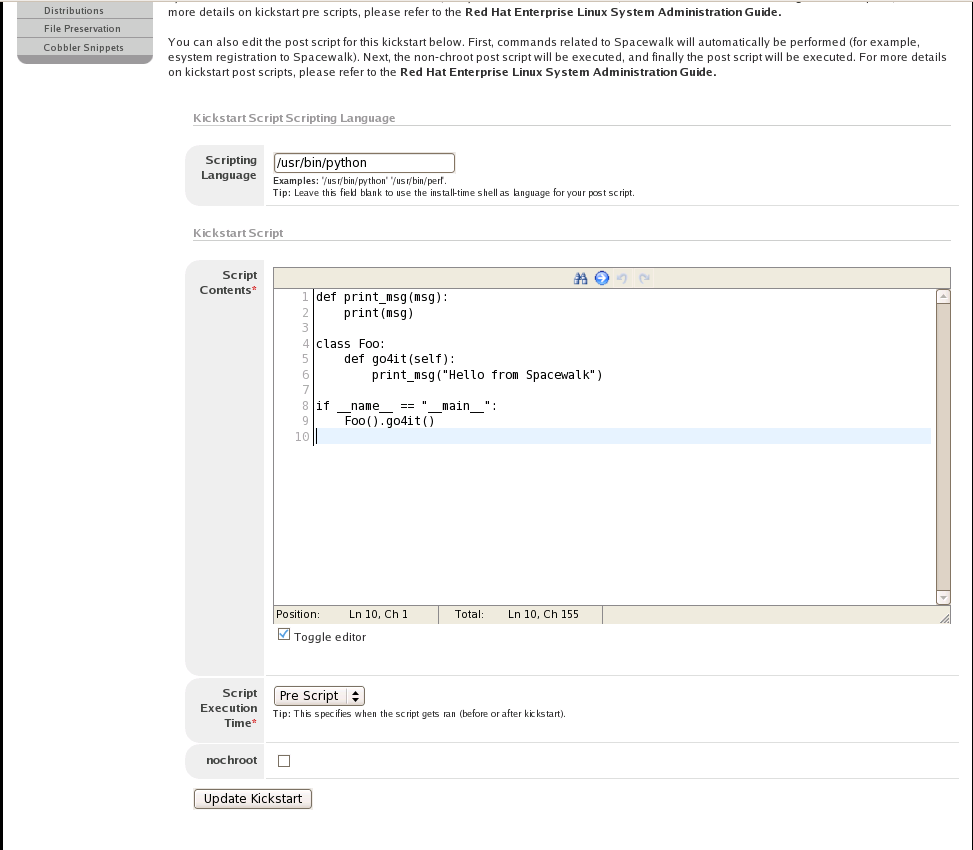 Distributions
File Preservation
Cobbler Snippets
more details on kickstart pre scripts, please refer to the Red Hat Enterprise Linux System Administration Guide.
You can also edit the post script for this kickstart below. First, commands related to Spacewalk will automatically be performed (for example,
esystem registration to Spacewalk). Next, the non-chroot post script will be executed, and finally the post script will be executed. For more details
on kickstart post scripts, please refer to the Red Hat Enterprise Linux System Administration Guide.
Kickstart Script Scripting Language
Scripting
Language
/usr/bin/python
Examples: '/usr/bin/python' '/usr/bin/perl'.
Tip: Leave this field blank to use the install-time shell as language for your post script.
Kickstart Script
Script
Contents*
1 def print_msg(msg):
2     print(msg)
3
4 class Foo:
5     def go4it(self):
6         print_msg("Hello from Spacewalk")
7
8 if __name__ == "__main__":
9     Foo().go4it()
10
Position: Ln 10, Ch 1 Total: Ln 10, Ch 155
Toggle editor
Script
Execution
Time*
Pre Script
Tip: This specifies when the script gets ran (before or after kickstart).
nochroot
Update Kickstart